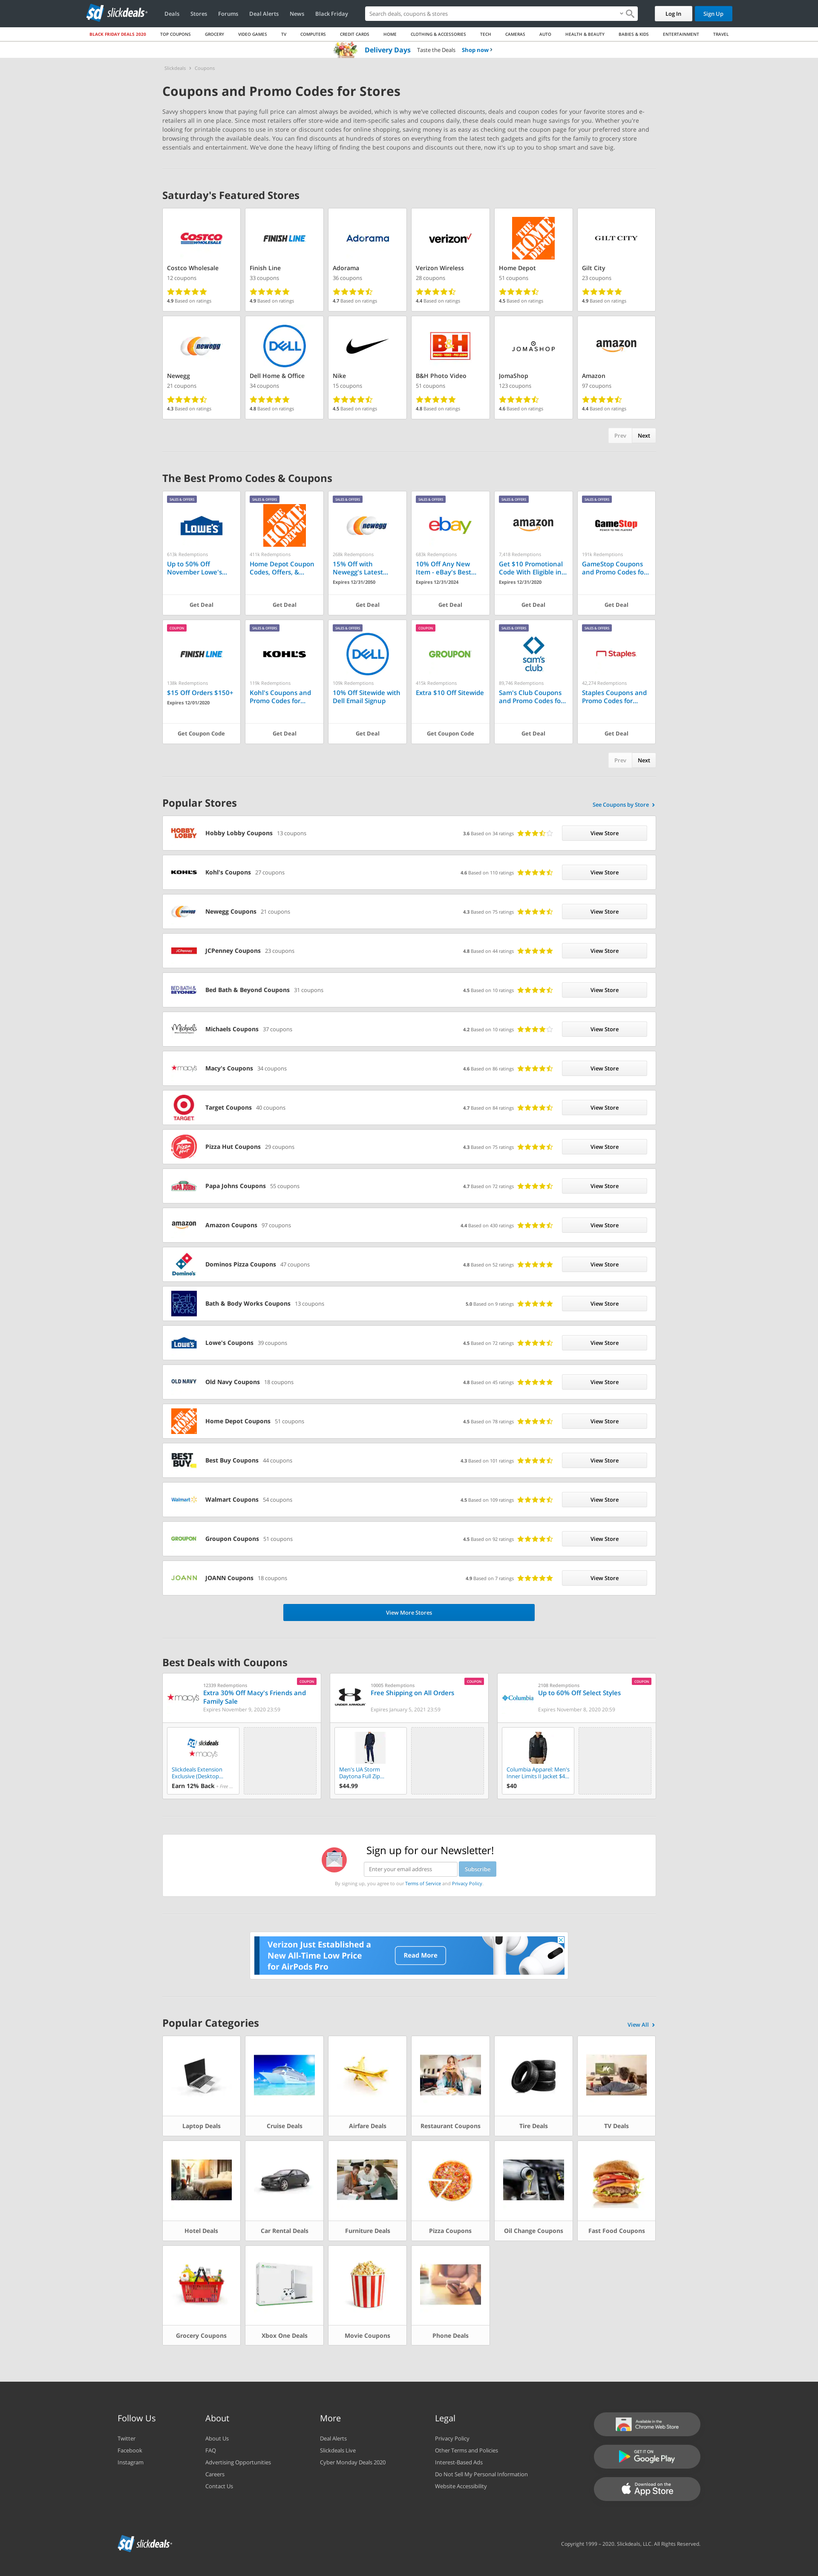 slickdeals
Deals
Stores
Forums
Deal Alerts
News
Black Friday
Search deals, coupons & stores
Log In
Sign Up
BLACK FRIDAY DEALS 2020
TOP COUPONS
GROCERY
VIDEO GAMES
TV
COMPUTERS
CREDIT CARDS
HOME
CLOTHING & ACCESSORIES
TECH
CAMERAS
AUTO
HEALTH & BEAUTY
BABIES & KIDS
ENTERTAINMENT
TRAVEL
Delivery Days Taste the Deals Shop now
Slickdeals > Coupons
Coupons and Promo Codes for Stores
Savvy shoppers know that paying full price can almost always be avoided, which is why we've collected discounts, deals and coupon codes for your favorite stores and e-
retailers all in one place. Since most retailers offer store-wide and item-specific sales and coupons daily, these deals could mean huge savings for you. Whether you're
looking for printable coupons to use in store or discount codes for online shopping, saving money is as easy as checking out the coupon page for your preferred store and
browsing through the available deals. You can find discounts at hundreds of stores on everything from the latest tech gadgets and gifts for the family to grocery
essentials and entertainment. We've done the heavy lifting of finding the best coupons and discounts out there, now it's up to you to shop smart and save big.
Saturday's Featured Stores
Costco Wholesale
12 coupons
4.9 Based on ratings
Finish Line
33 coupons
4.9 Based on ratings
Adorama
36 coupons
4.7 Based on ratings
Verizon Wireless
28 coupons
4.4 Based on ratings
Home Depot
51 coupons
4.5 Based on ratings
Gilt City
23 coupons
4.9 Based on ratings
Newegg
21 coupons
4.3 Based on ratings
Dell Home & Office
34 coupons
4.8 Based on ratings
Nike
15 coupons
4.5 Based on ratings
B&H Photo Video
51 coupons
4.8 Based on ratings
JomaShop
123 coupons
4.6 Based on ratings
Amazon
97 coupons
4.4 Based on ratings
Prev Next
The Best Promo Codes & Coupons
SALES & OFFERS
LOWE'S
613k Redemptions
Up to 50% Off
November Lowe's...
Get Deal
SALES & OFFERS
411k Redemptions
Home Depot Coupon
Codes, Offers, &...
Get Deal
SALES & OFFERS
newegg
268k Redemptions
15% Off with
Newegg's Latest...
Expires 12/31/2050
Get Deal
SALES & OFFERS
ebay
683k Redemptions
10% Off Any New
Item - eBay's Best...
Expires 12/31/2024
Get Deal
SALES & OFFERS
amazon
7,418 Redemptions
Get $10 Promotional
Code With Eligible in...
Expires 12/31/2020
Get Deal
SALES & OFFERS
GameStop
191k Redemptions
GameStop Coupons
and Promo Codes fo...
Get Deal
COUPON
FINISH LINE
138k Redemptions
$15 Off Orders $150+
Expires 12/01/2020
Get Coupon Code
SALES & OFFERS
KOHL'S
119k Redemptions
Kohl's Coupons and
Promo Codes for...
Get Deal
SALES & OFFERS
DELL
109k Redemptions
10% Off Sitewide with
Dell Email Signup
Get Deal
COUPON
GROUPON
415k Redemptions
Extra $10 Off Sitewide
Get Coupon Code
SALES & OFFERS
sam's club
89,746 Redemptions
Sam's Club Coupons
and Promo Codes fo...
Get Deal
SALES & OFFERS
Staples
42,274 Redemptions
Staples Coupons and
Promo Codes for...
Get Deal
Prev Next
Popular Stores
See Coupons by Store
Hobby Lobby Coupons 13 coupons 3.6 Based on 34 ratings View Store
Kohl's Coupons 27 coupons 4.6 Based on 110 ratings View Store
Newegg Coupons 21 coupons 4.3 Based on 75 ratings View Store
JCPenney Coupons 23 coupons 4.8 Based on 44 ratings View Store
Bed Bath & Beyond Coupons 31 coupons 4.5 Based on 10 ratings View Store
Michaels Coupons 37 coupons 4.2 Based on 10 ratings View Store
Macy's Coupons 34 coupons 4.6 Based on 86 ratings View Store
Target Coupons 40 coupons 4.7 Based on 64 ratings View Store
Pizza Hut Coupons 29 coupons 4.3 Based on 75 ratings View Store
Papa Johns Coupons 55 coupons 4.7 Based on 72 ratings View Store
Amazon Coupons 97 coupons 4.4 Based on 430 ratings View Store
Dominos Pizza Coupons 47 coupons 4.8 Based on 52 ratings View Store
Bath & Body Works Coupons 13 coupons 5.0 Based on 9 ratings View Store
Lowe's Coupons 39 coupons 4.5 Based on 72 ratings View Store
Old Navy Coupons 18 coupons 4.8 Based on 45 ratings View Store
Home Depot Coupons 51 coupons 4.5 Based on 78 ratings View Store
Best Buy Coupons 44 coupons 4.3 Based on 101 ratings View Store
Walmart Coupons 54 coupons 4.5 Based on 109 ratings View Store
Groupon Coupons 51 coupons 4.5 Based on 92 ratings View Store
JOANN Coupons 18 coupons 4.9 Based on 7 ratings View Store
View More Stores
Best Deals with Coupons
COUPON
12339 Redemptions
Extra 30% Off Macy's Friends and
Family Sale
Expires November 9, 2020 23:59
Slickdeals Extension
Exclusive (Desktop...
Earn 12% Back + Free ...
COUPON
10005 Redemptions
Free Shipping on All Orders
Expires January 5, 2021 23:59
Men's UA Storm
Daytona Full Zip...
$44.99
COUPON
2198 Redemptions
Up to 60% Off Select Styles
Expires November 8, 2020 20:59
Columbia Apparel: Men's
Inner Limits II Jacket $4...
$40
Sign up for our Newsletter!
Enter your email address
Subscribe
By signing up, you agree to our Terms of Service and Privacy Policy.
Verizon Just Established a
New All-Time Low Price
for AirPods Pro
Read More
Popular Categories
View All
Laptop Deals
Cruise Deals
Airfare Deals
Restaurant Coupons
Tire Deals
TV Deals
Hotel Deals
Car Rental Deals
Furniture Deals
Pizza Coupons
Oil Change Coupons
Fast Food Coupons
Grocery Coupons
Xbox One Deals
Movie Coupons
Phone Deals
Follow Us
Twitter
Facebook
Instagram
About
About Us
FAQ
Advertising Opportunities
Careers
Contact Us
More
Deal Alerts
Slickdeals Live
Cyber Monday Deals 2020
Legal
Privacy Policy
Other Terms and Policies
Interest-Based Ads
Do Not Sell My Personal Information
Website Accessibility
Available in the
Chrome Web Store
GET IT ON
Google Play
Download on the
App Store
slickdeals
Copyright 1999 – 2020. Slickdeals, LLC. All Rights Reserved.